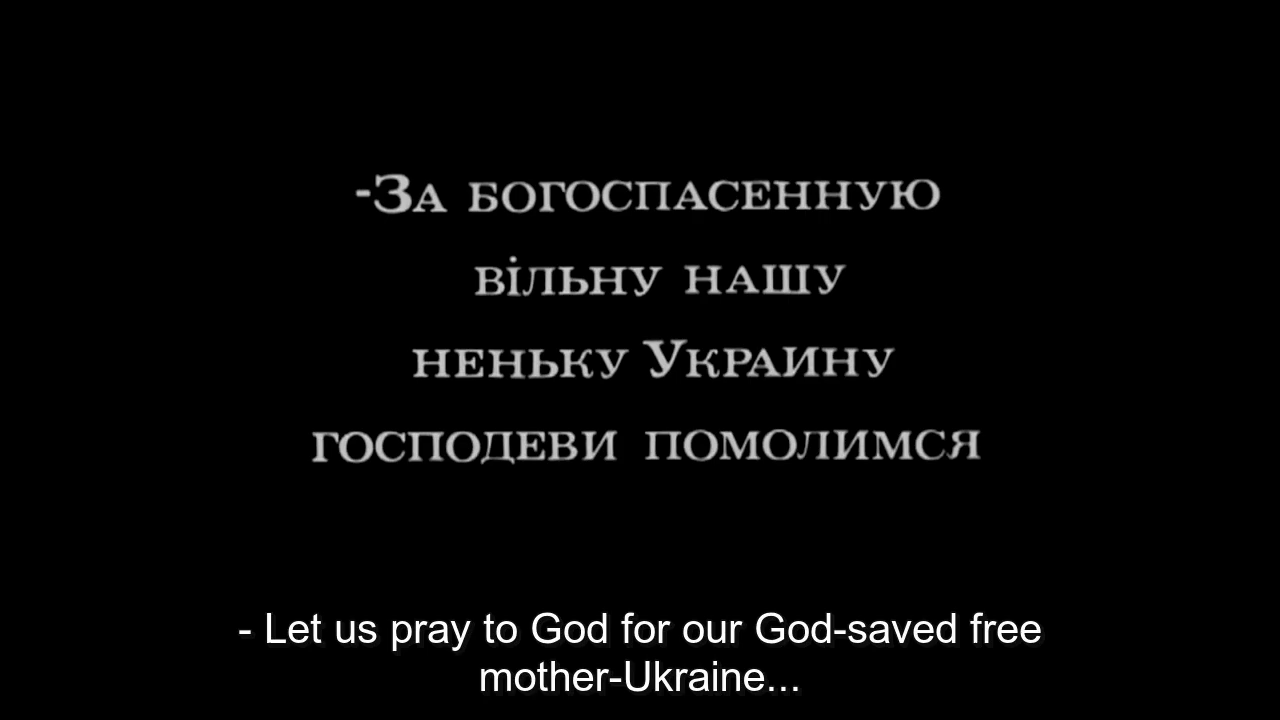 -За богоспасенную
вільну нашу
неньку Украину
господеви помолимся
- Let us pray to God for our God-saved free
mother-Ukraine...